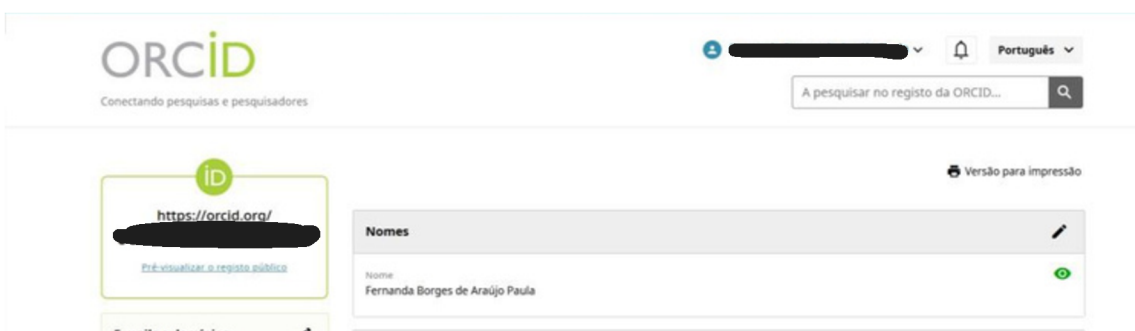 ORCID
Conectando pesquisas e pesquisadores
Português
A pesquisar no registo da ORCID...
iD
https://orcid.org/
Pré-visualizar o registo público
Versão para impressão
Nomes
Nome
Fernanda Borges de Araújo Paula